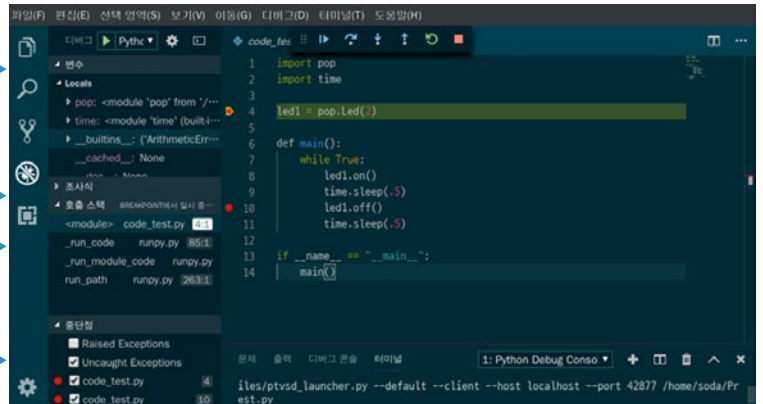 파일(F) 편집(E) 선택 영역(S) 보기(V) 이동(G) 디버그(D) 터미널(T) 도움말(H)
디버그 Pythc
code_tes
변수
Locals
pop: <module 'pop' from '/…
time: <module 'time' (built-i…
__builtins__: {'ArithmeticErr…
__cached__: None
__doc__: None
조사식
호출 스택 BREAKPOINT에서 일시 중…
<module> code_test.py 4:1
_run_code runpy.py 85:1
_run_module_code runpy.py
run_path runpy.py 263:1
중단점
Raised Exceptions
Uncaught Exceptions
code_test.py 4
code_test.py 10
1 import pop
2 import time
3
4 led1 = pop.Led(2)
5
6 def main():
7 while True:
8 led1.on()
9 time.sleep(.5)
10 led1.off()
11 time.sleep(.5)
12
13 if __name__ == "__main__":
14 main()
문제 출력 디버그 콘솔 터미널 1: Python Debug Conso
iles/ptvsd_launcher.py --default --client --host localhost --port 42877 /home/soda/Pr
est.py